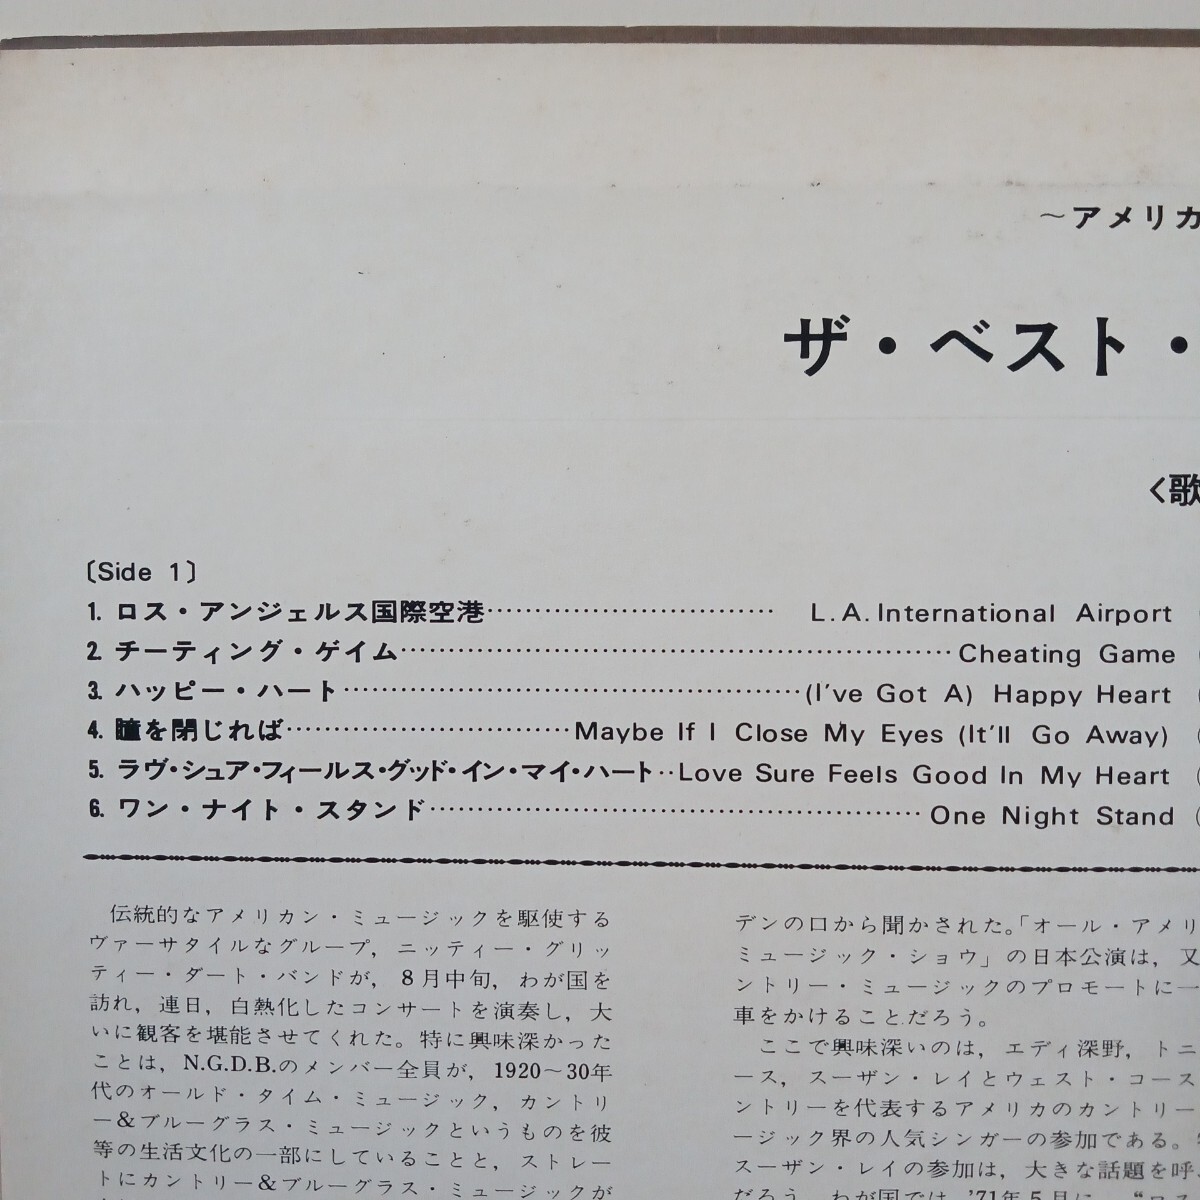 ～アメリカ
ザ・ベスト・
〈歌
〔Side 1〕
1. ロス・アンジェルス国際空港…………………………… L.A.International Airport
2. チーティング・ゲイム…………………………………………………… Cheating Game
3. ハッピー・ハート…………………………………………(I've Got A) Happy Heart
4. 瞳を閉じれば…………………………Maybe If I Close My Eyes (It'll Go Away)
5. ラヴ・シュア・フィールス・グッド・イン・マイ・ハート‥Love Sure Feels Good In My Heart
6. ワン・ナイト・スタンド……………………………………………… One Night Stand
伝統的なアメリカン・ミュージックを駆使する
ヴァーサタイルなグループ，ニッティー・グリッ
ティー・ダート・バンドが，8月中旬，わが国を
訪れ，連日，白熱化したコンサートを演奏し，大
いに観客を堪能させてくれた。特に興味深かった
ことは，N.G.D.B.のメンバー全員が，1920～30年
代のオールド・タイム・ミュージック，カントリ
ー&ブルーグラス・ミュージックというものを彼
等の生活文化の一部にしていることと，ストレー
トにカントリー&ブルーグラス・ミュージックが
デンの口から聞かされた。「オール・アメリ
ミュージック・ショウ」の日本公演は，又
ントリー・ミュージックのプロモートに一
車をかけることだろう。
ここで興味深いのは，エディ深野，トニ
ース，スーザン・レイとウェスト・コース
ントリーを代表するアメリカのカントリー
ージック界の人気シンガーの参加である。
スーザン・レイの参加は，大きな話題を呼
だろう。わが国では，'71年5月に，“ロ